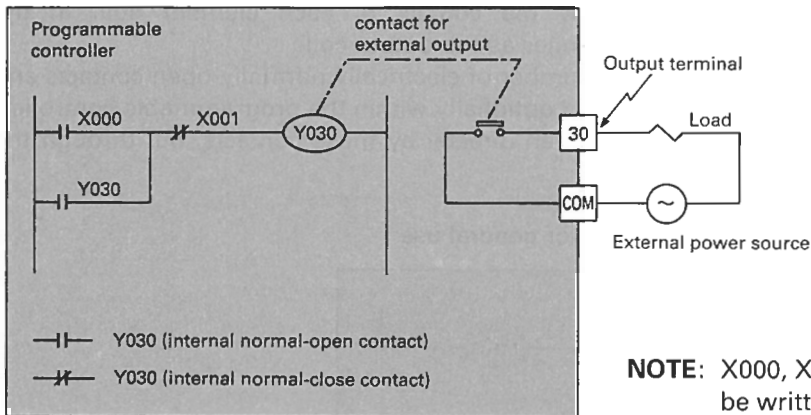 Programmable
controller
contact for
external output
Output terminal
X000
X001
Y030
30
Load
Y030
COM
External power source
Y030 (internal normal-open contact)
Y030 (internal normal-close contact)
NOTE: X000, X
be writt